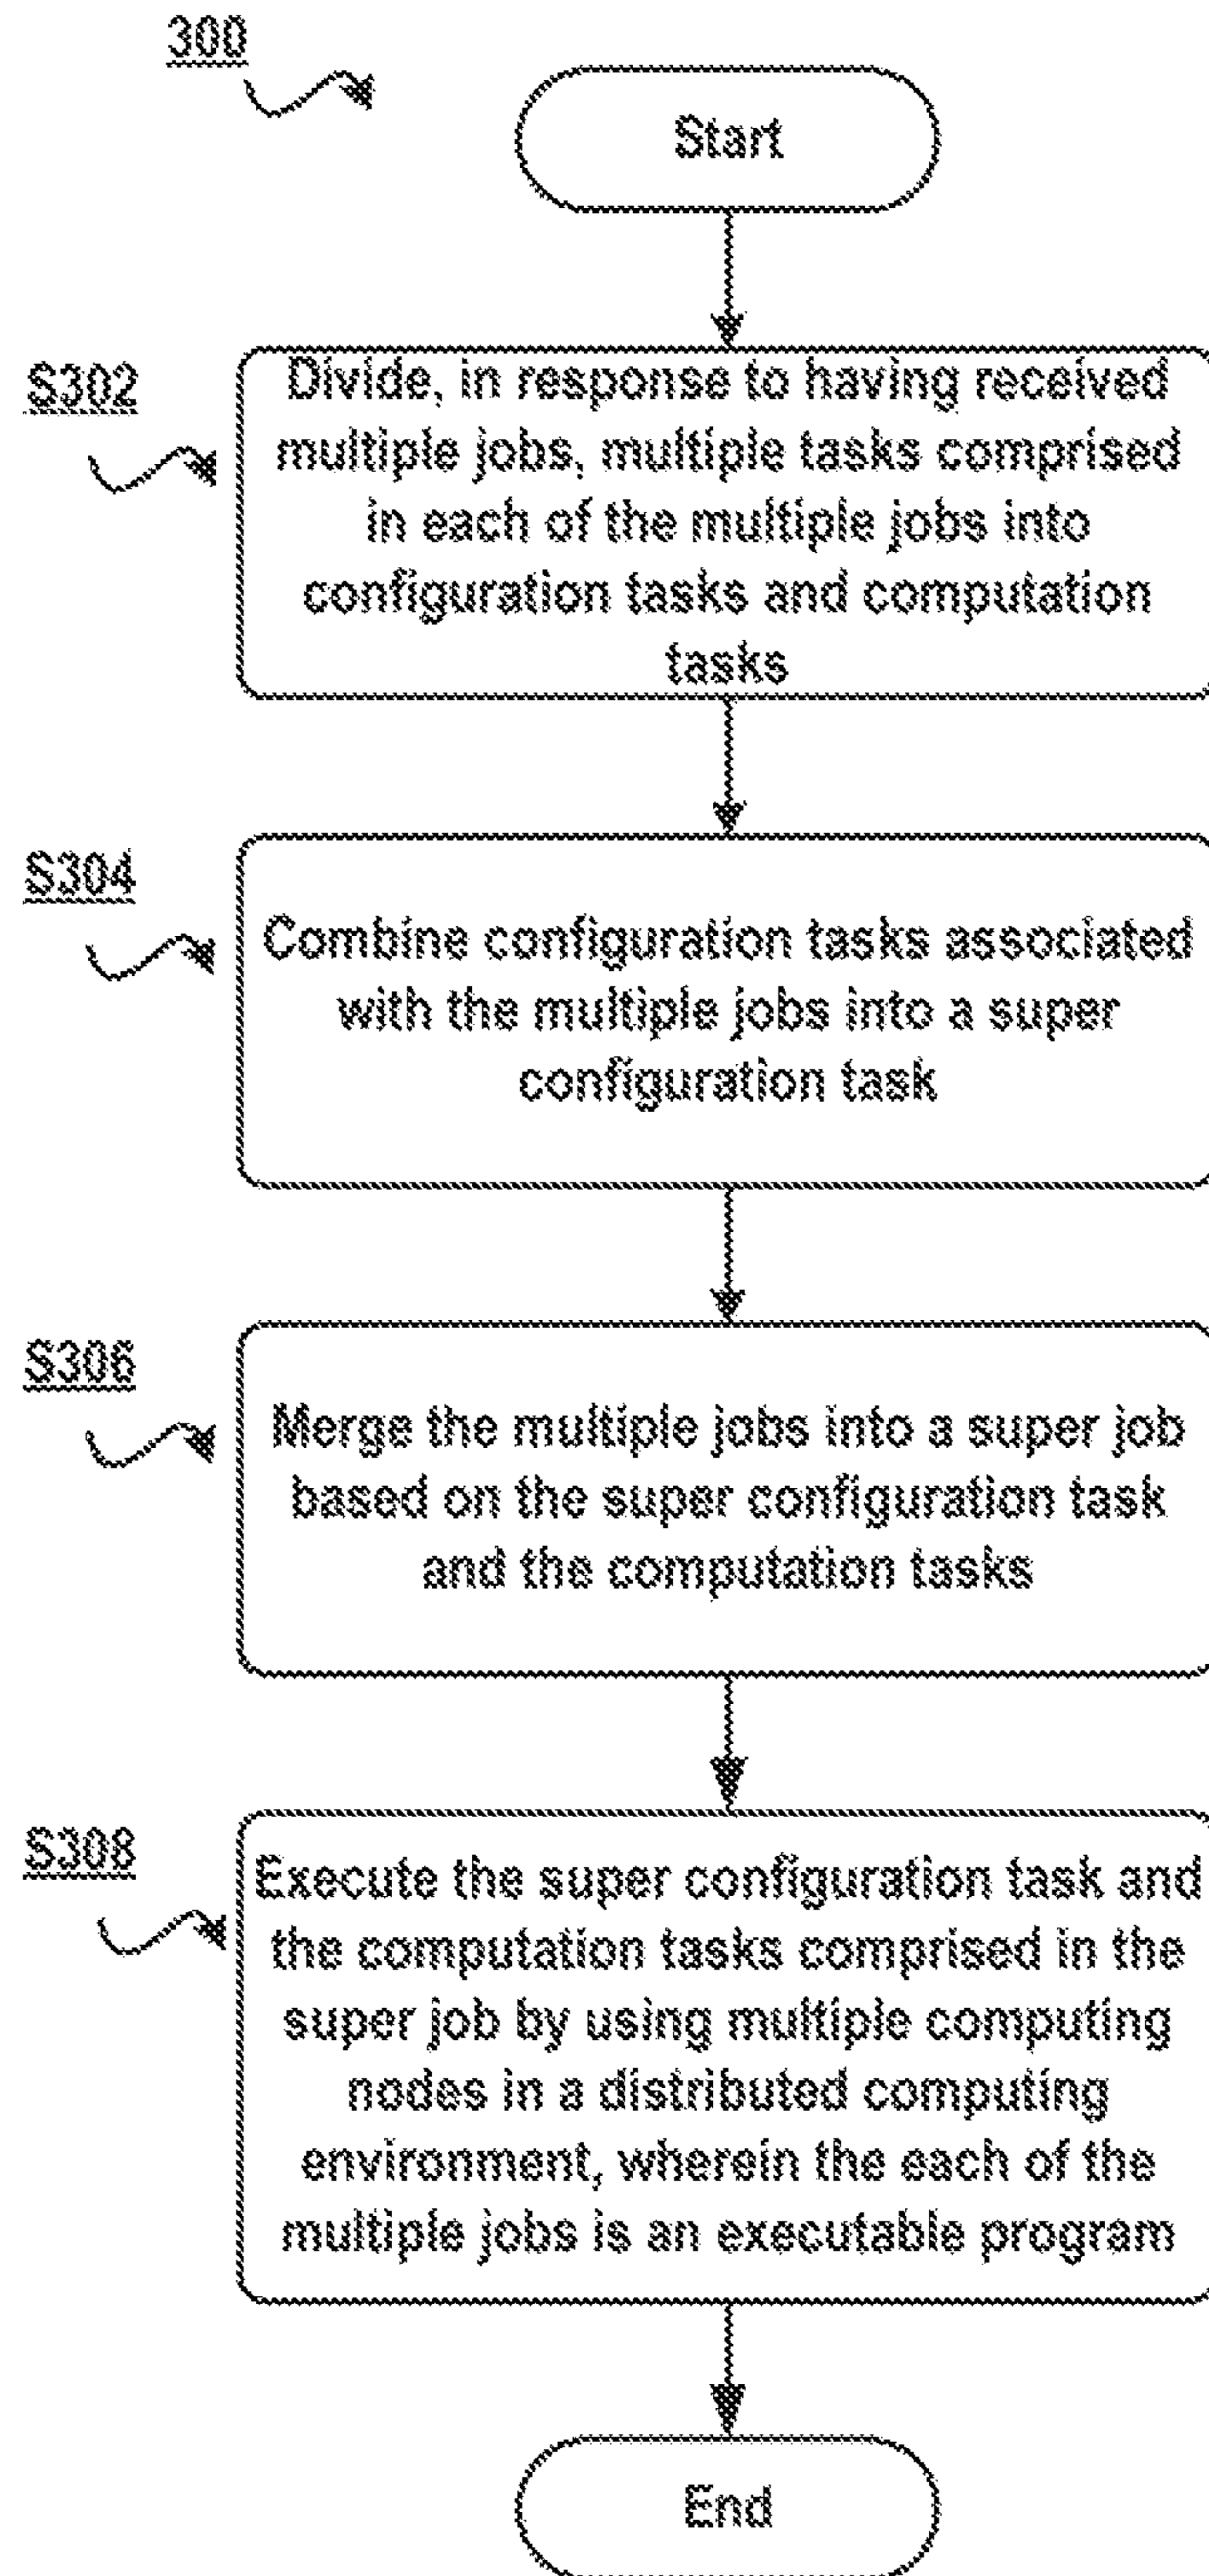 300
Start
S302
Divide, in response to having received
multiple jobs, multiple tasks comprised
in each of the multiple jobs into
configuration tasks and computation
tasks
S304
Combine configuration tasks associated
with the multiple jobs into a super
configuration task
S306
Merge the multiple jobs into a super job
based on the super configuration task
and the computation tasks
S308
Execute the super configuration task and
the computation tasks comprised in the
super job by using multiple computing
nodes in a distributed computing
environment, wherein the each of the
multiple jobs is an executable program
End